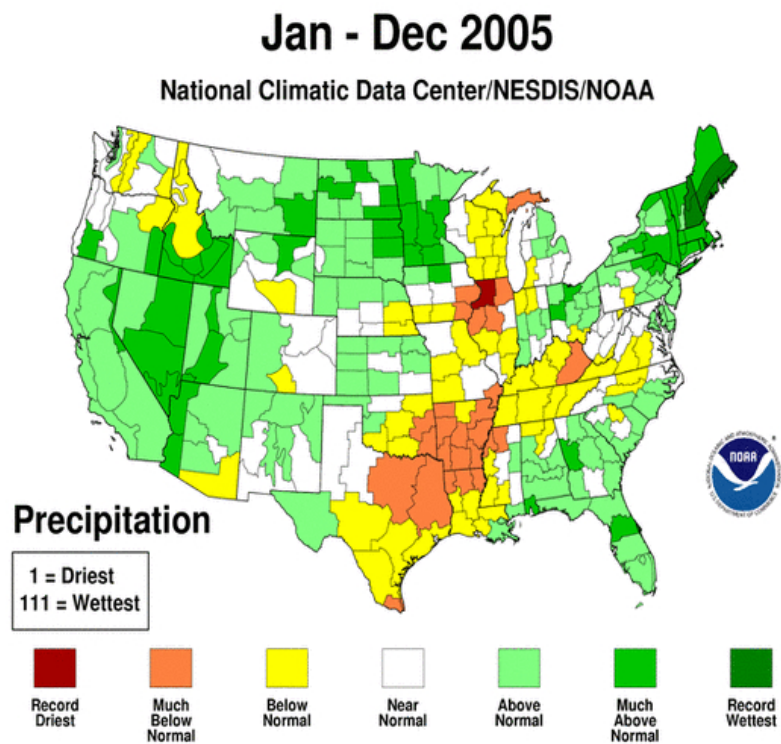 Jan - Dec 2005
National Climatic Data Center/NESDIS/NOAA
NOAA
Precipitation
1 = Driest
111 = Wettest
Record
Driest
Much
Below
Normal
Below
Normal
Near
Normal
Above
Normal
Much
Above
Normal
Record
Wettest